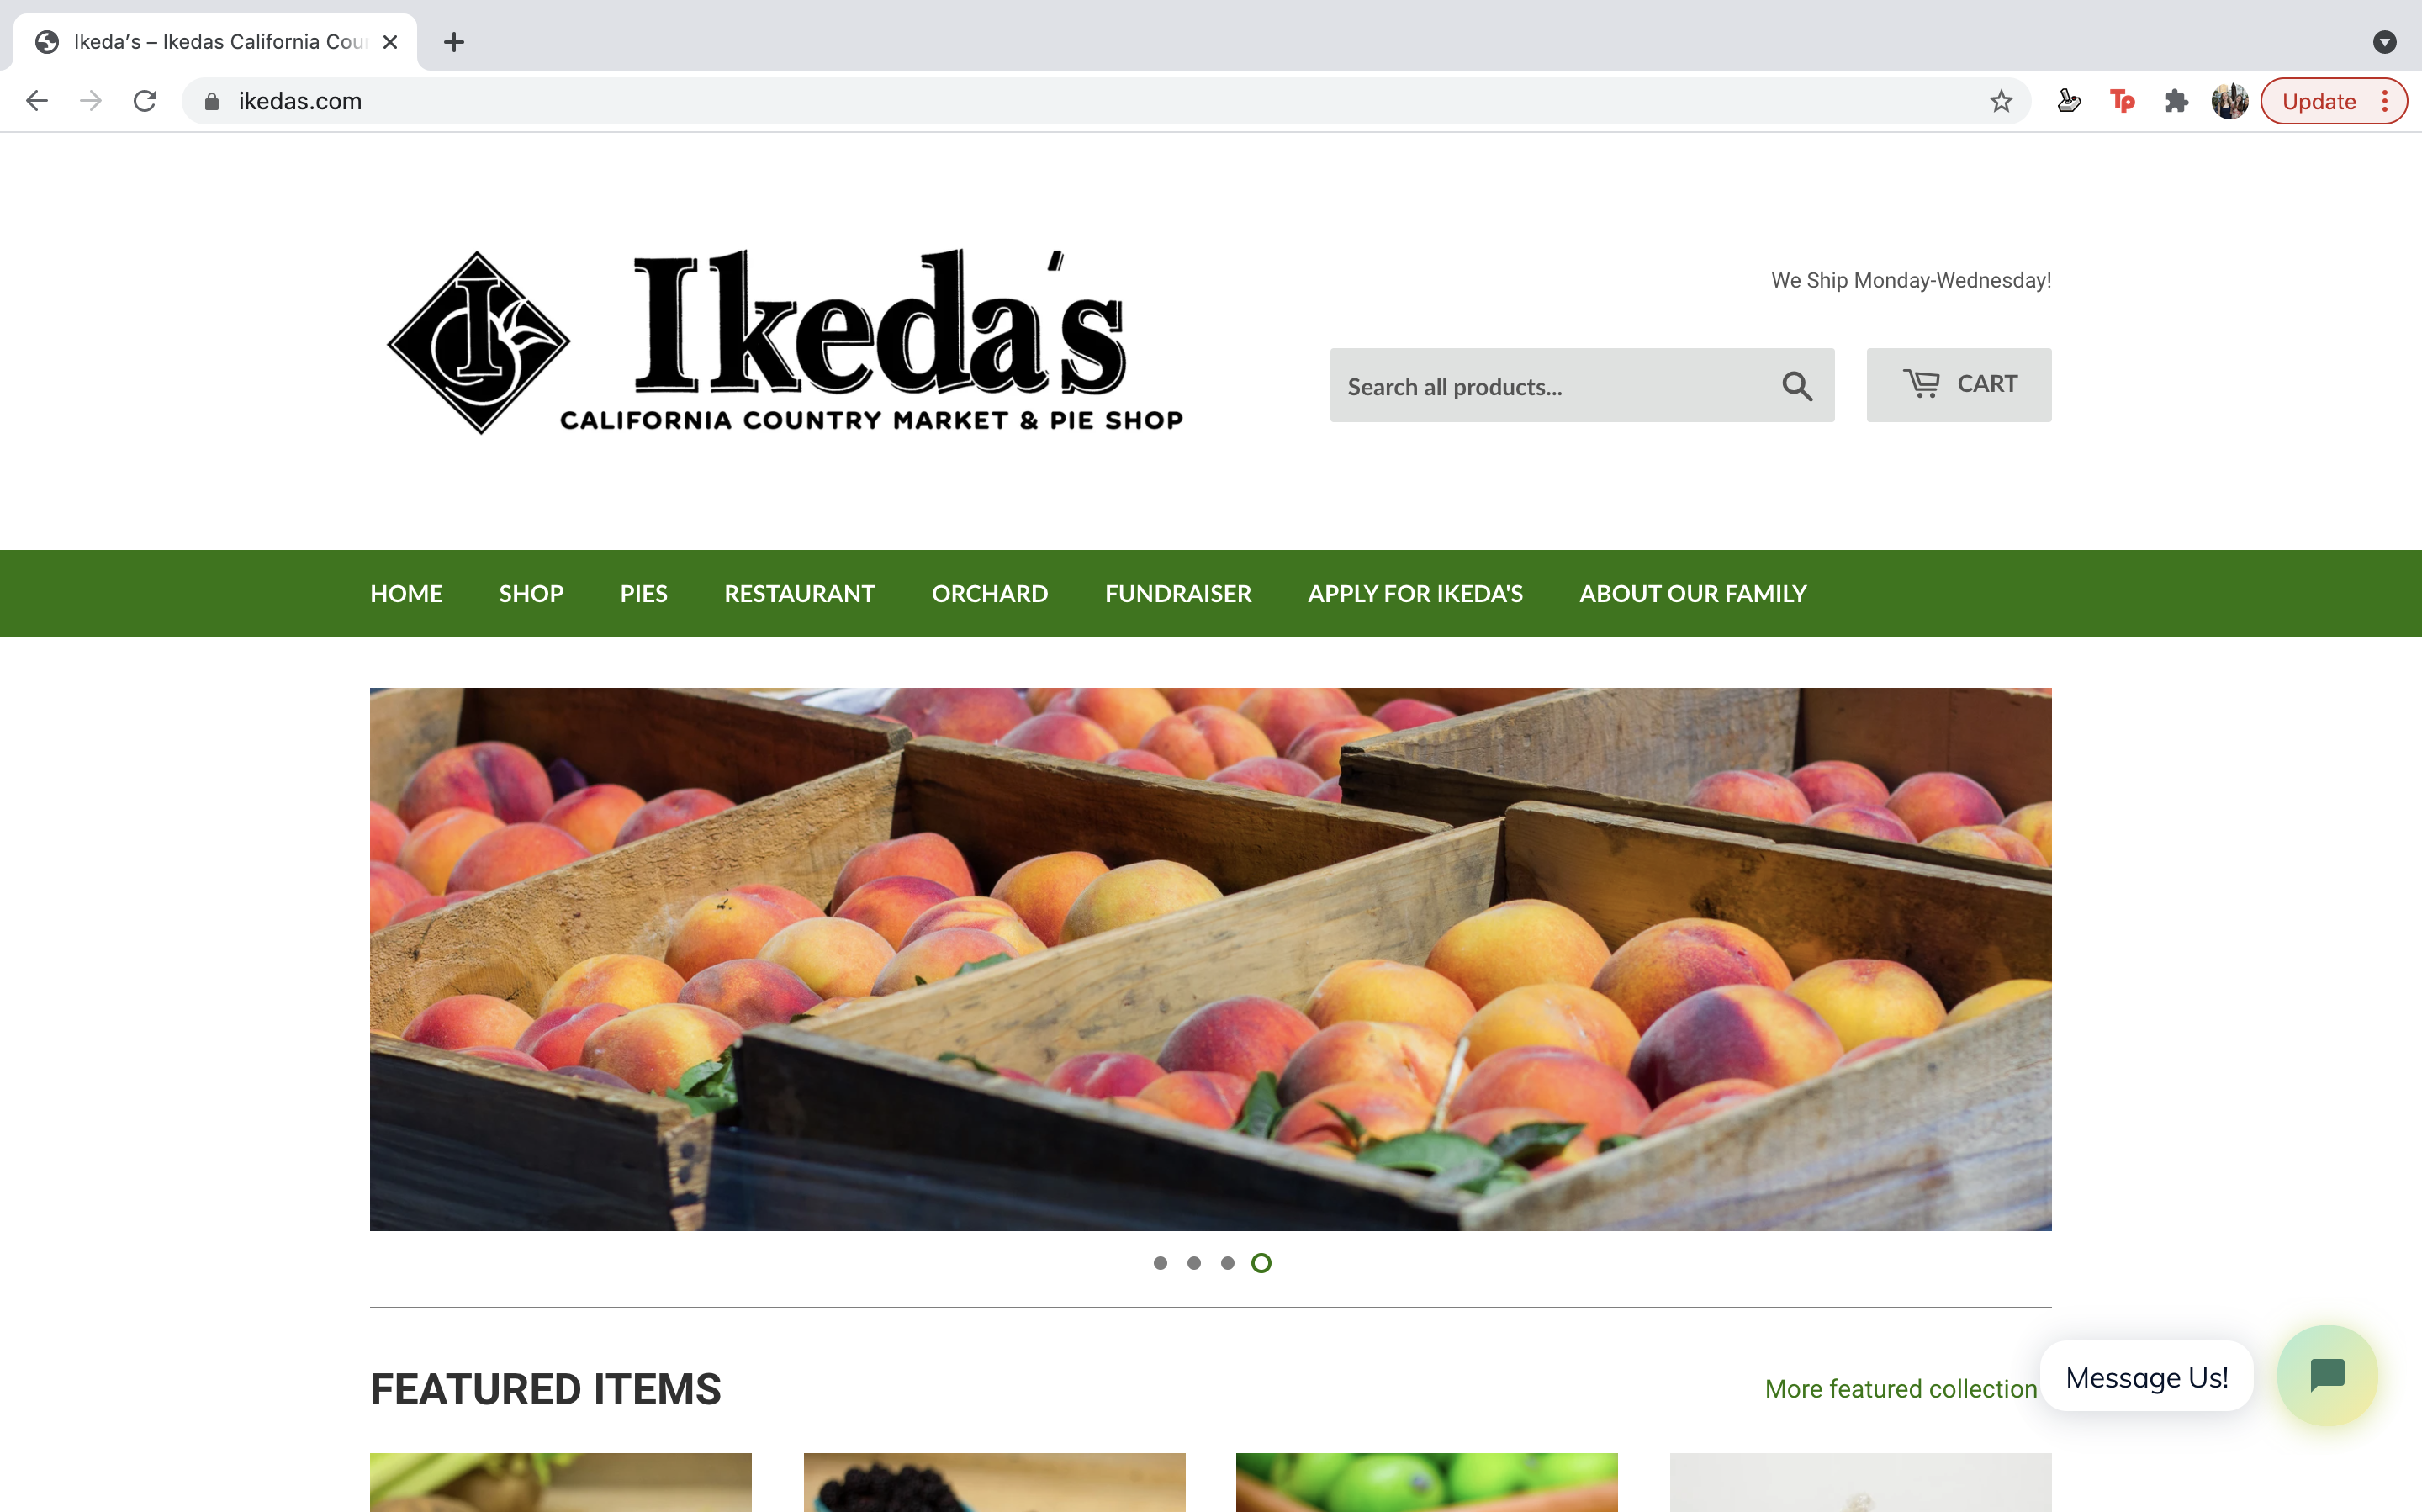 Ikeda's – Ikedas California Cou
ikedas.com
Tp
Update
I
Ikeda's
CALIFORNIA COUNTRY MARKET & PIE SHOP
We Ship Monday-Wednesday!
Search all products...
CART
HOME SHOP PIES RESTAURANT ORCHARD FUNDRAISER APPLY FOR IKEDA'S ABOUT OUR FAMILY
FEATURED ITEMS
More featured collection
Message Us!